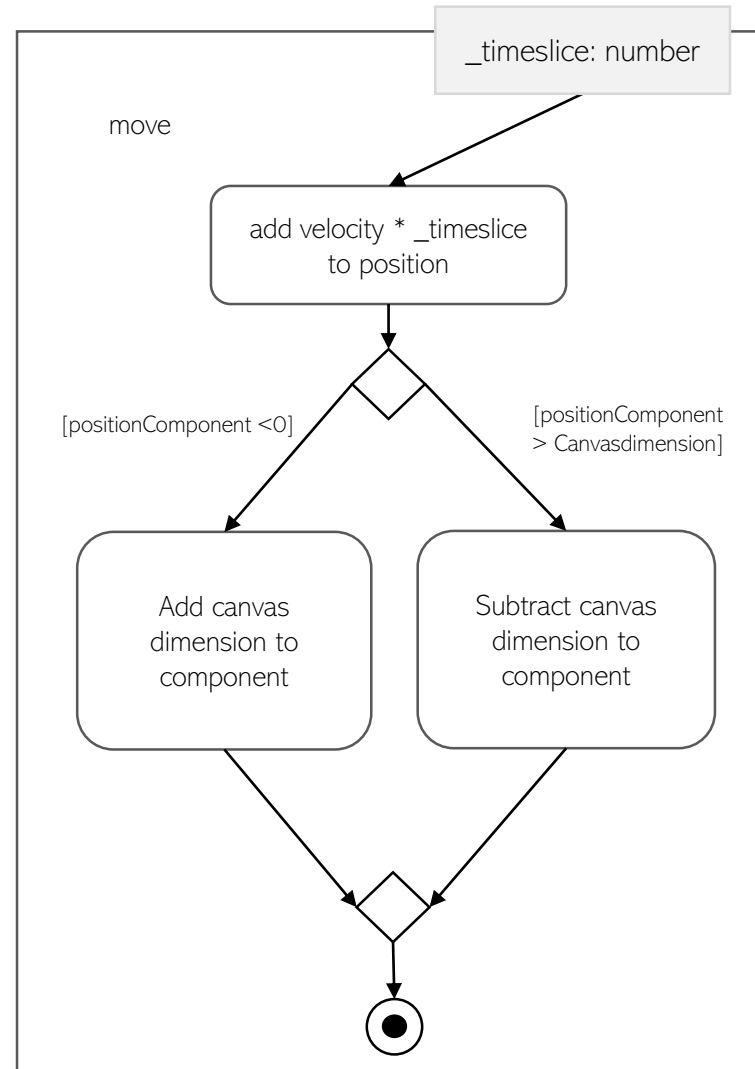 _timeslice: number
move
add velocity * _timeslice
to position
[positionComponent <0]
[positionComponent
> Canvasdimension]
Add canvas
dimension to
component
Subtract canvas
dimension to
component